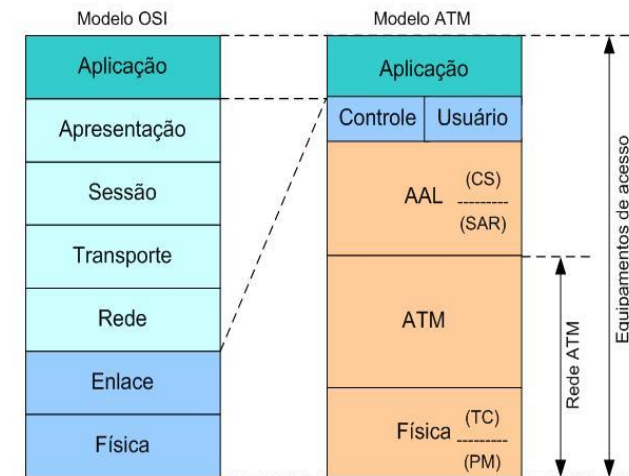 Modelo OSI
Aplicação
Apresentação
Sessão
Transporte
Rede
Enlace
Física
Modelo ATM
Aplicação
Controle
Usuário
AAL
(CS)
(SAR)
ATM
Física
(TC)
(PM)
Rede ATM
Equipamentos de acesso